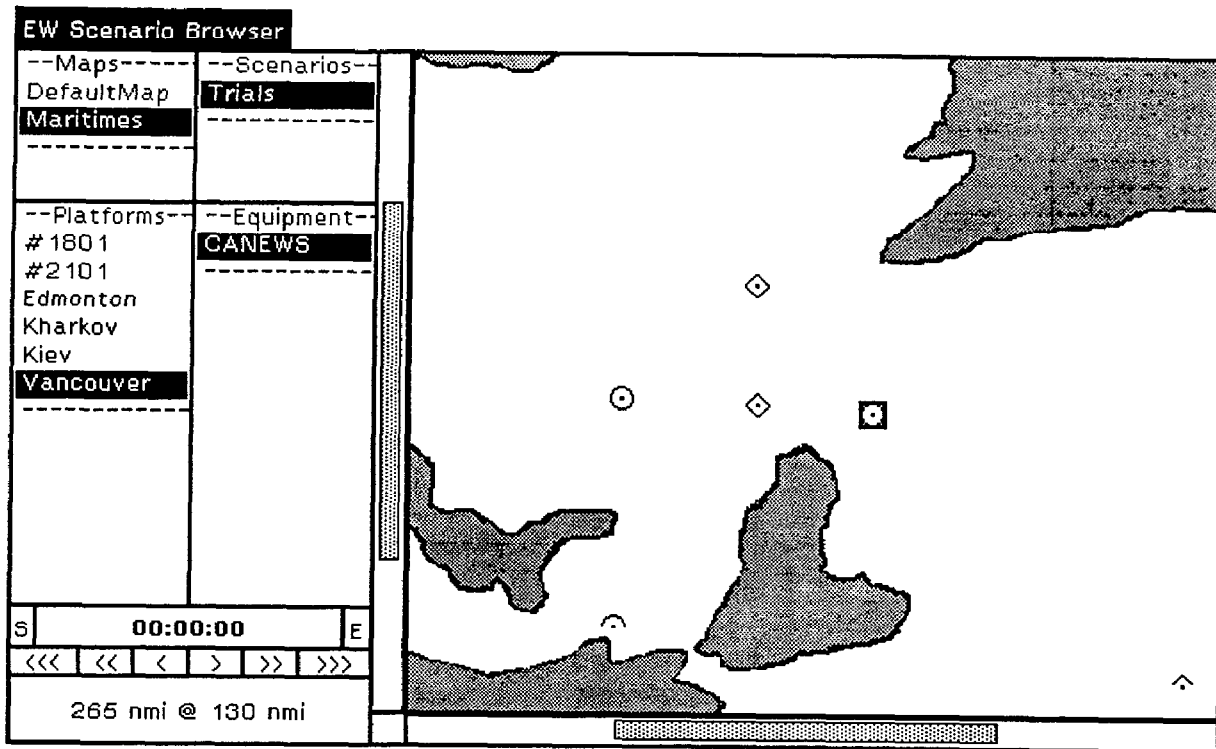 EW Scenario Browser
--Maps-----
DefaultMap
Maritimes
--Scenarios--
Trials
--Platforms--
#1801
#2101
Edmonton
Kharkov
Kiev
Vancouver
--Equipment--
CANEWS
S 00:00:00 E
<<< << < > >> >>>
265 nmi @ 130 nmi